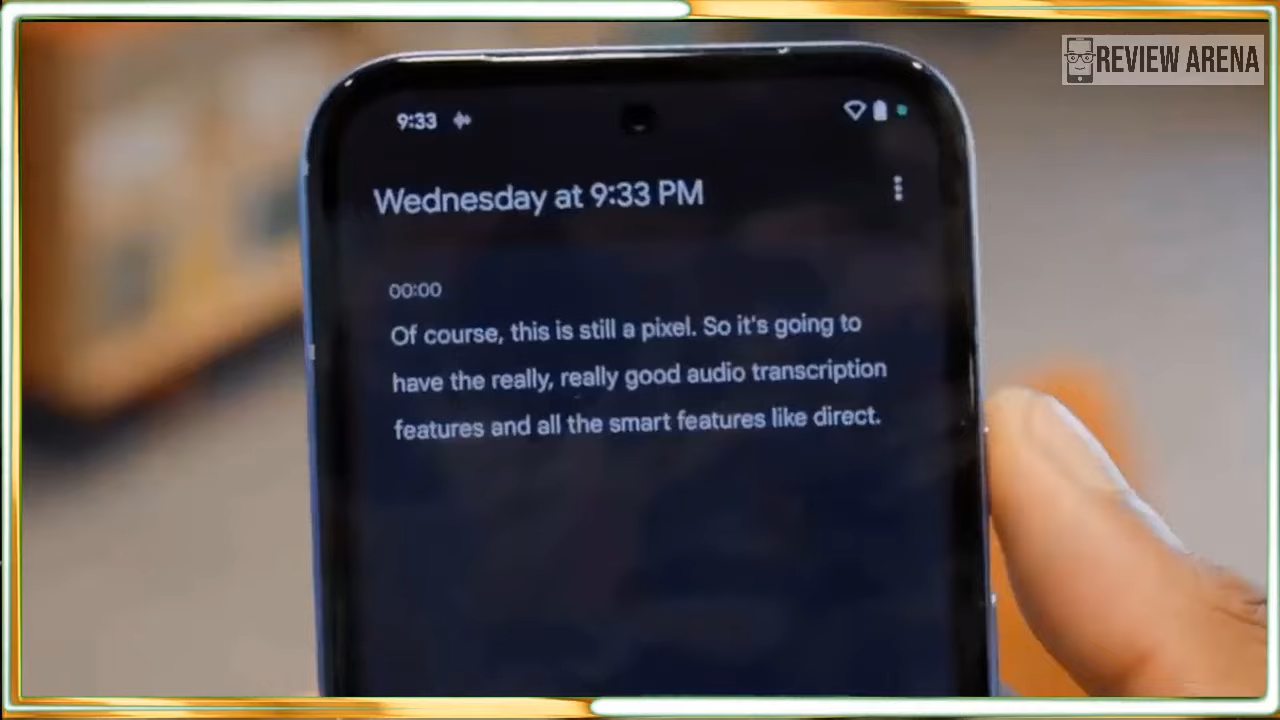 REVIEW ARENA
9:33
Wednesday at 9:33 PM
00:00
Of course, this is still a pixel. So it's going to
have the really, really good audio transcription
features and all the smart features like direct.